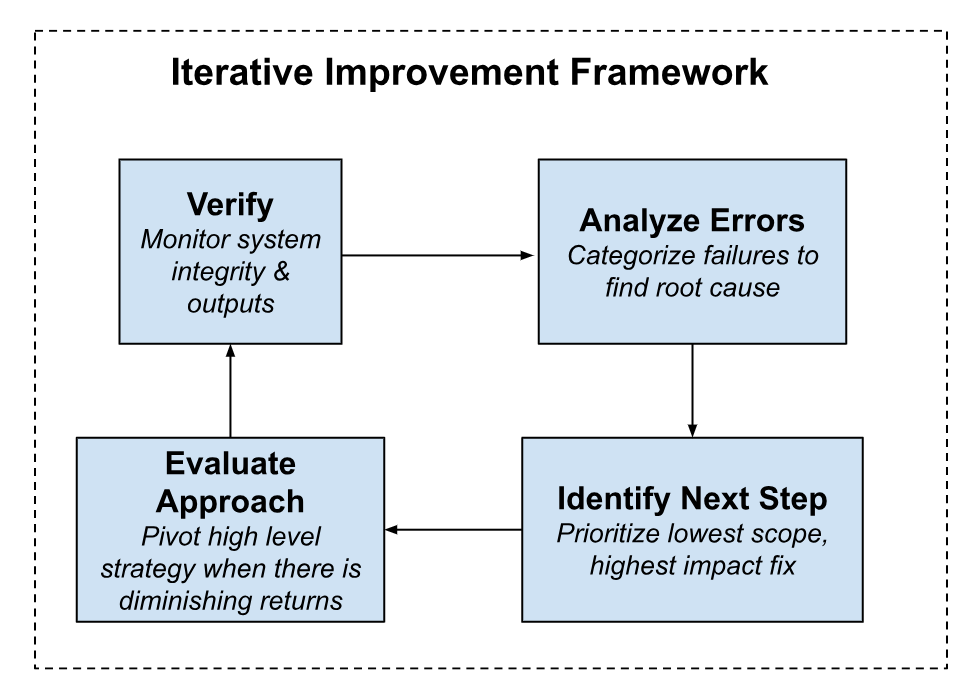 Iterative Improvement Framework
Verify
Monitor system
integrity &
outputs
Analyze Errors
Categorize failures to
find root cause
Evaluate
Approach
Pivot high level
strategy when there is
diminishing returns
Identify Next Step
Prioritize lowest scope,
highest impact fix